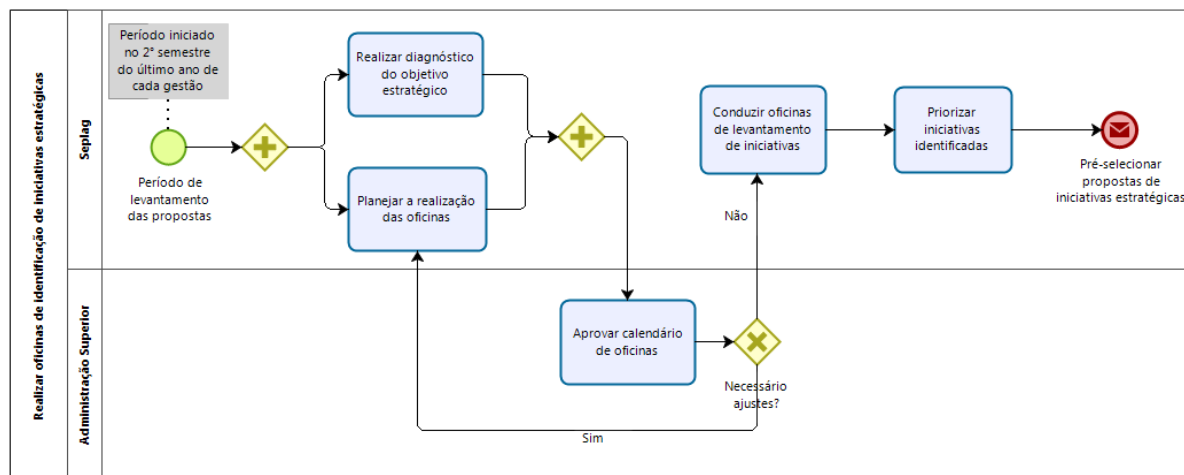 Realizar oficinas de identificação de iniciativas estratégicas
Seplag
Período iniciado
no 2° semestre
do último ano de
cada gestão
Período de
levantamento
das propostas
Realizar diagnóstico
do objetivo
estratégico
Planejar a realização
das oficinas
Conduzir oficinas
de levantamento
de iniciativas
Priorizar
iniciativas
identificadas
Pré-selecionar
propostas de
iniciativas estratégicas
Não
Administração Superior
Aprovar calendário
de oficinas
Necessário
ajustes?
Sim